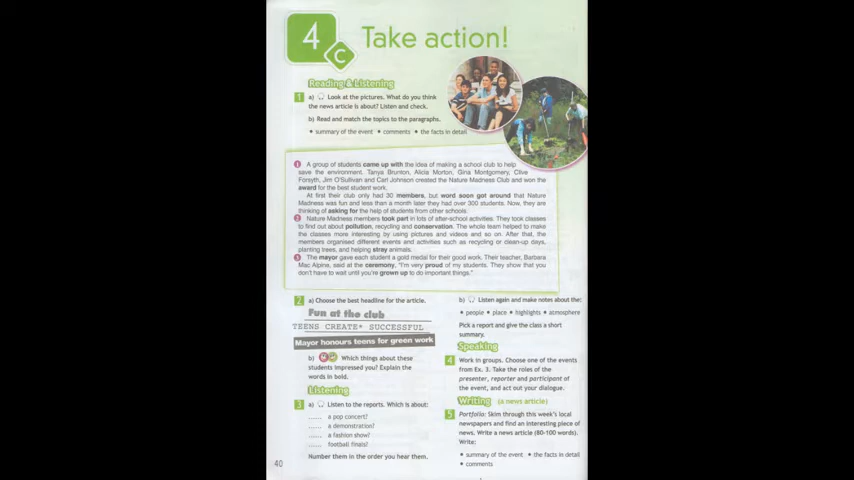 4
C
Take action!
Reading & Listening
1 a) Look at the pictures. What do you think
the news article is about? Listen and check.
b) Read and match the topics to the paragraphs.
• summary of the event • comments • the facts in detail
1 A group of students came up with the idea of making a school club to help
save the environment. Tanya Brunton, Alicia Morton, Gina Montgomery, Clive
Forsyth, Jim O'Sullivan and Carl Johnson created the Nature Madness Club and won the
award for the best student work.
At first their club only had 30 members, but word soon got around that Nature
Madness was fun and less than a month later they had over 300 students. Now, they are
thinking of asking for the help of students from other schools.
2 Nature Madness members took part in lots of after-school activities. They took classes
to find out about pollution, recycling and conservation. The whole team helped to make
the classes more interesting by using pictures and videos and so on. After that, the
members organised different events and activities such as recycling or clean-up days,
planting trees, and helping stray animals.
3 The mayor gave each student a gold medal for their good work. Their teacher, Barbara
Mac Alpine, said at the ceremony, "I'm very proud of my students. They show that you
don't have to wait until you're grown up to do important things."
2 a) Choose the best headline for the article.
Fun at the club
TEENS CREATE SUCCESSFUL
Mayor honours teens for green work
b) Which things about these
students impressed you? Explain the
words in bold.
Listening
3 a) Listen to the reports. Which is about:
...... a pop concert?
...... a demonstration?
...... a fashion show?
...... football finals?
Number them in the order you hear them.
40
b) Listen again and make notes about the:
• people • place • highlights • atmosphere
Pick a report and give the class a short
summary.
Speaking
4 Work in groups. Choose one of the events
from Ex. 3. Take the roles of the
presenter, reporter and participant of
the event, and act out your dialogue.
Writing (a news article)
5 Portfolio: Skim through this week's local
newspapers and find an interesting piece of
news. Write a news article (80-100 words).
Write:
• summary of the event • the facts in detail
• comments